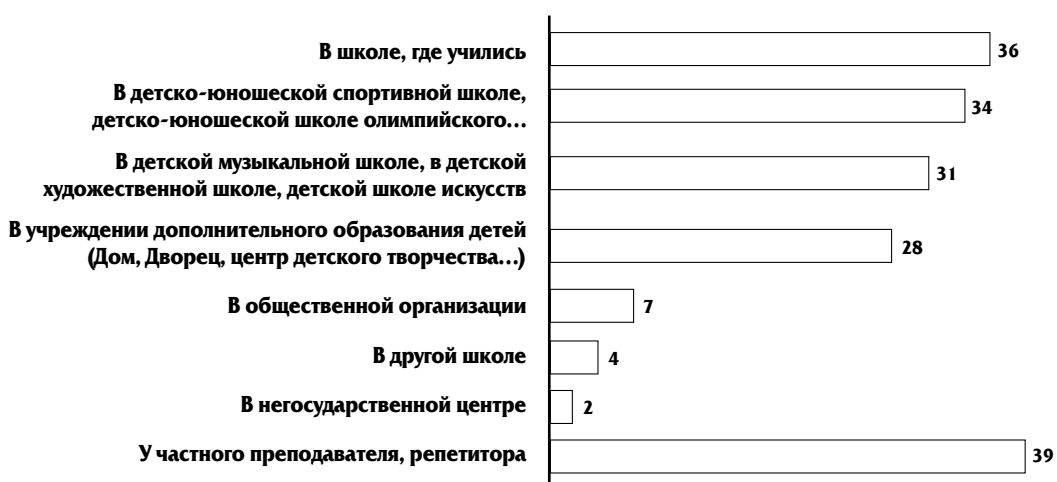 В школе, где учились
36
В детско-юношеской спортивной школе,
детско-юношеской школе олимпийского...
34
В детской музыкальной школе, в детской
художественной школе, детской школе искусств
31
В учреждении дополнительного образования детей
(Дом, Дворец, центр детского творчества...)
28
В общественной организации
7
В другой школе
4
В негосударственной центре
2
У частного преподавателя, репетитора
39